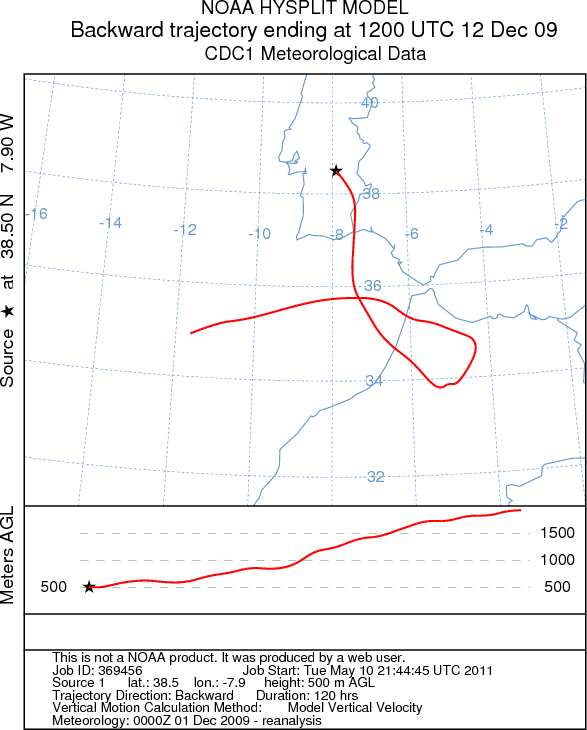 NOAA HYSPLIT MODEL
Backward trajectory ending at 1200 UTC 12 Dec 09
CDC1 Meteorological Data
Source ★ at 38.50 N 7.90 W
40
38
-16
-14
-12
-10
-8
-6
-4
-2
36
34
32
Meters AGL
1500
1000
500
500
This is not a NOAA product. It was produced by a web user.
Job ID: 369456 Job Start: Tue May 10 21:44:45 UTC 2011
Source 1 lat.: 38.5 lon.: -7.9 height: 500 m AGL
Trajectory Direction: Backward Duration: 120 hrs
Vertical Motion Calculation Method: Model Vertical Velocity
Meteorology: 0000Z 01 Dec 2009 - reanalysis